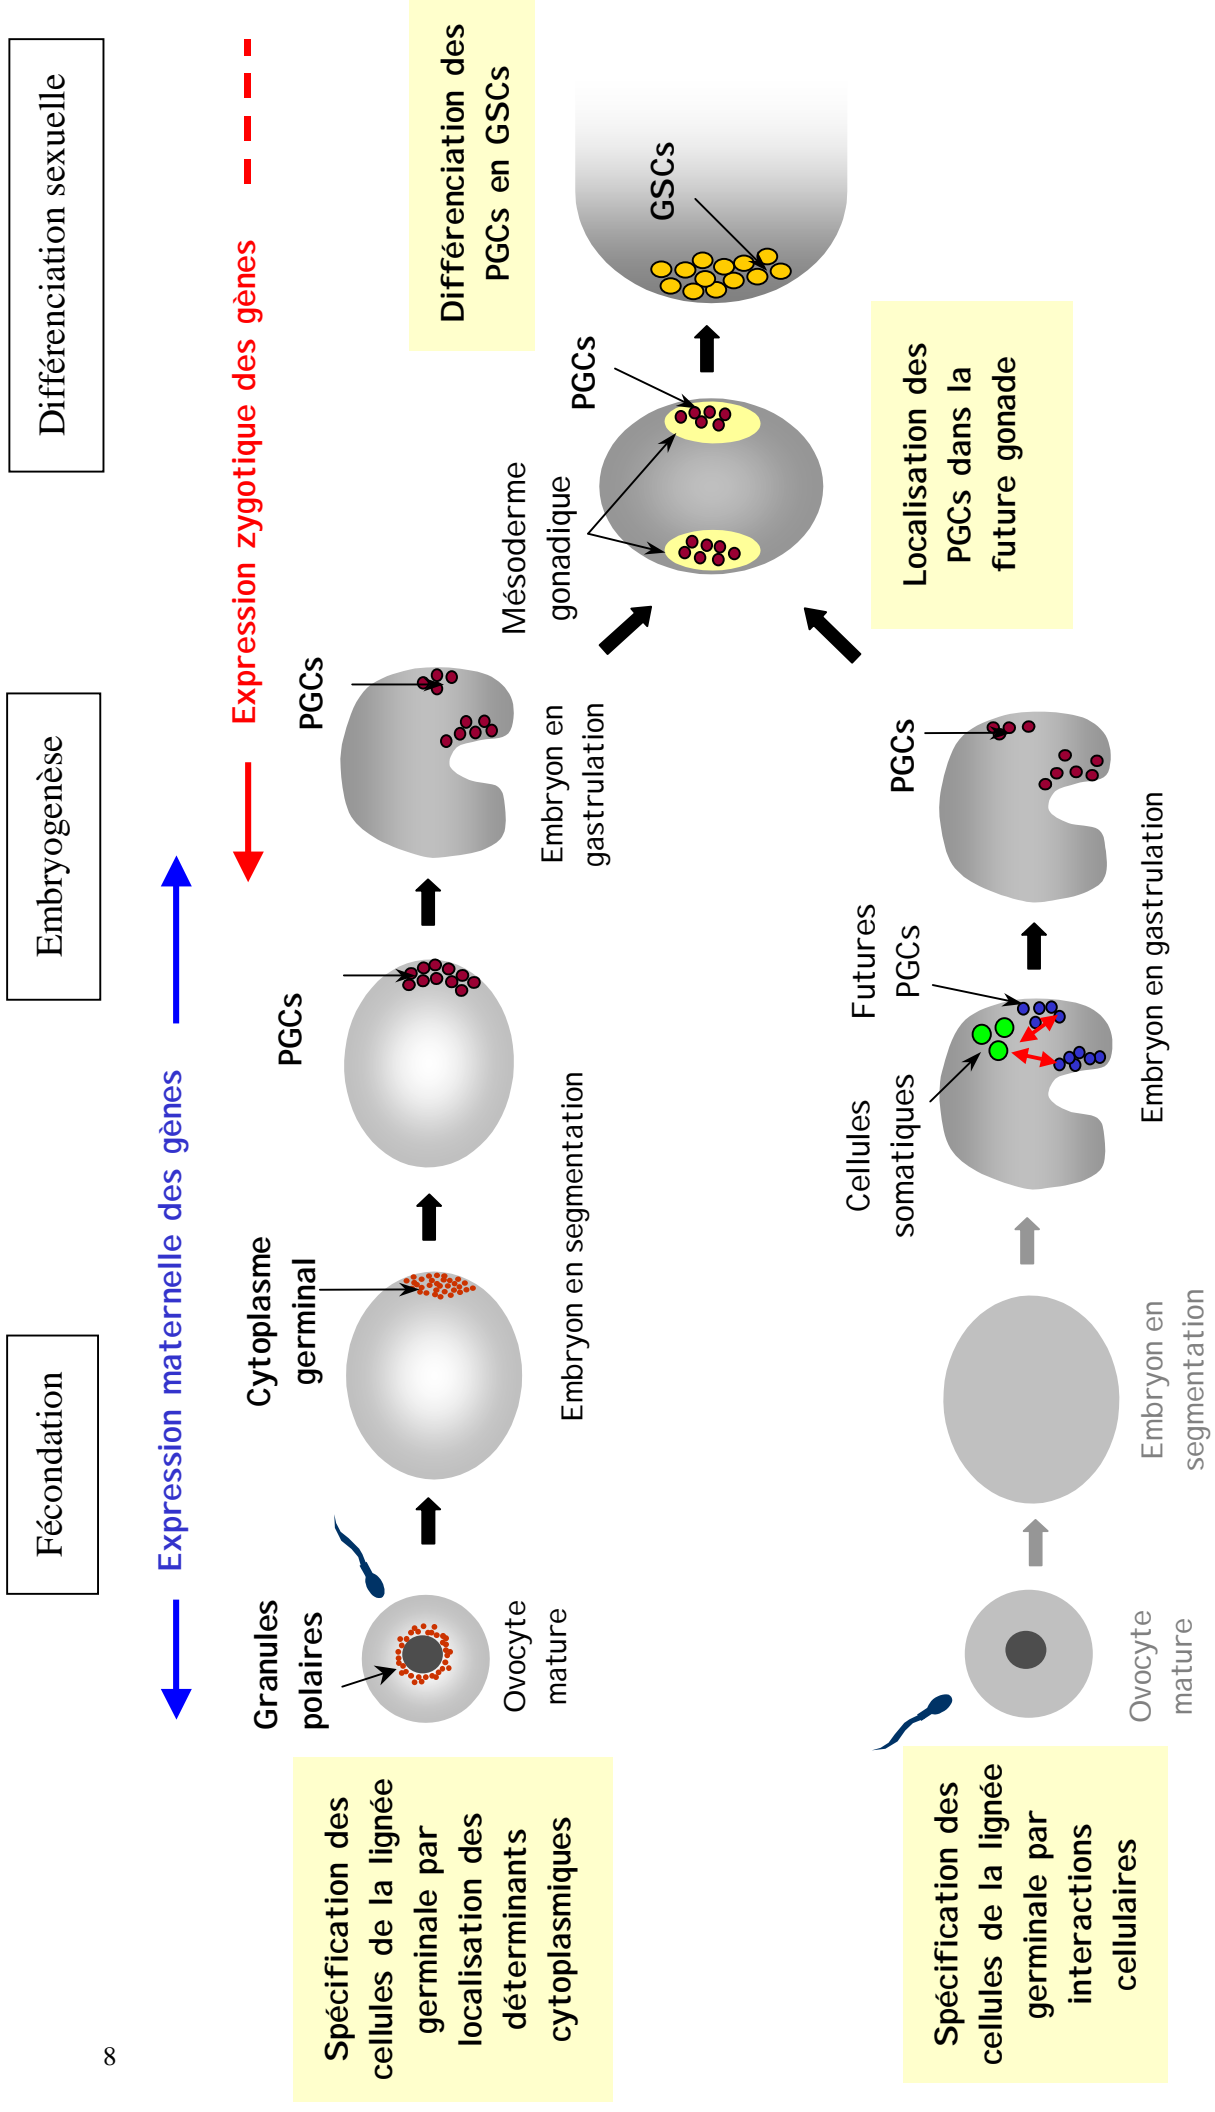 Fécondation
Embryogenèse
Différenciation sexuelle
Expression maternelle des gènes
Expression zygotique des gènes
Spécification des
cellules de la lignée
germinale par
localisation des
déterminants
cytoplasmiques
Granules
polaires
Ovocyte
mature
Cytoplasme
germinal
Embryon en segmentation
PGCs
PGCs
Embryon en
gastrulation
Mésoderme
gonadique
PGCs
Différenciation des
PGCs en GSCs
GSCs
Localisation des
PGCs dans la
future gonade
Spécification des
cellules de la lignée
germinale par
interactions
cellulaires
Ovocyte
mature
Embryon en
segmentation
Cellules
somatiques
Futures
PGCs
Embryon en gastrulation
PGCs
8